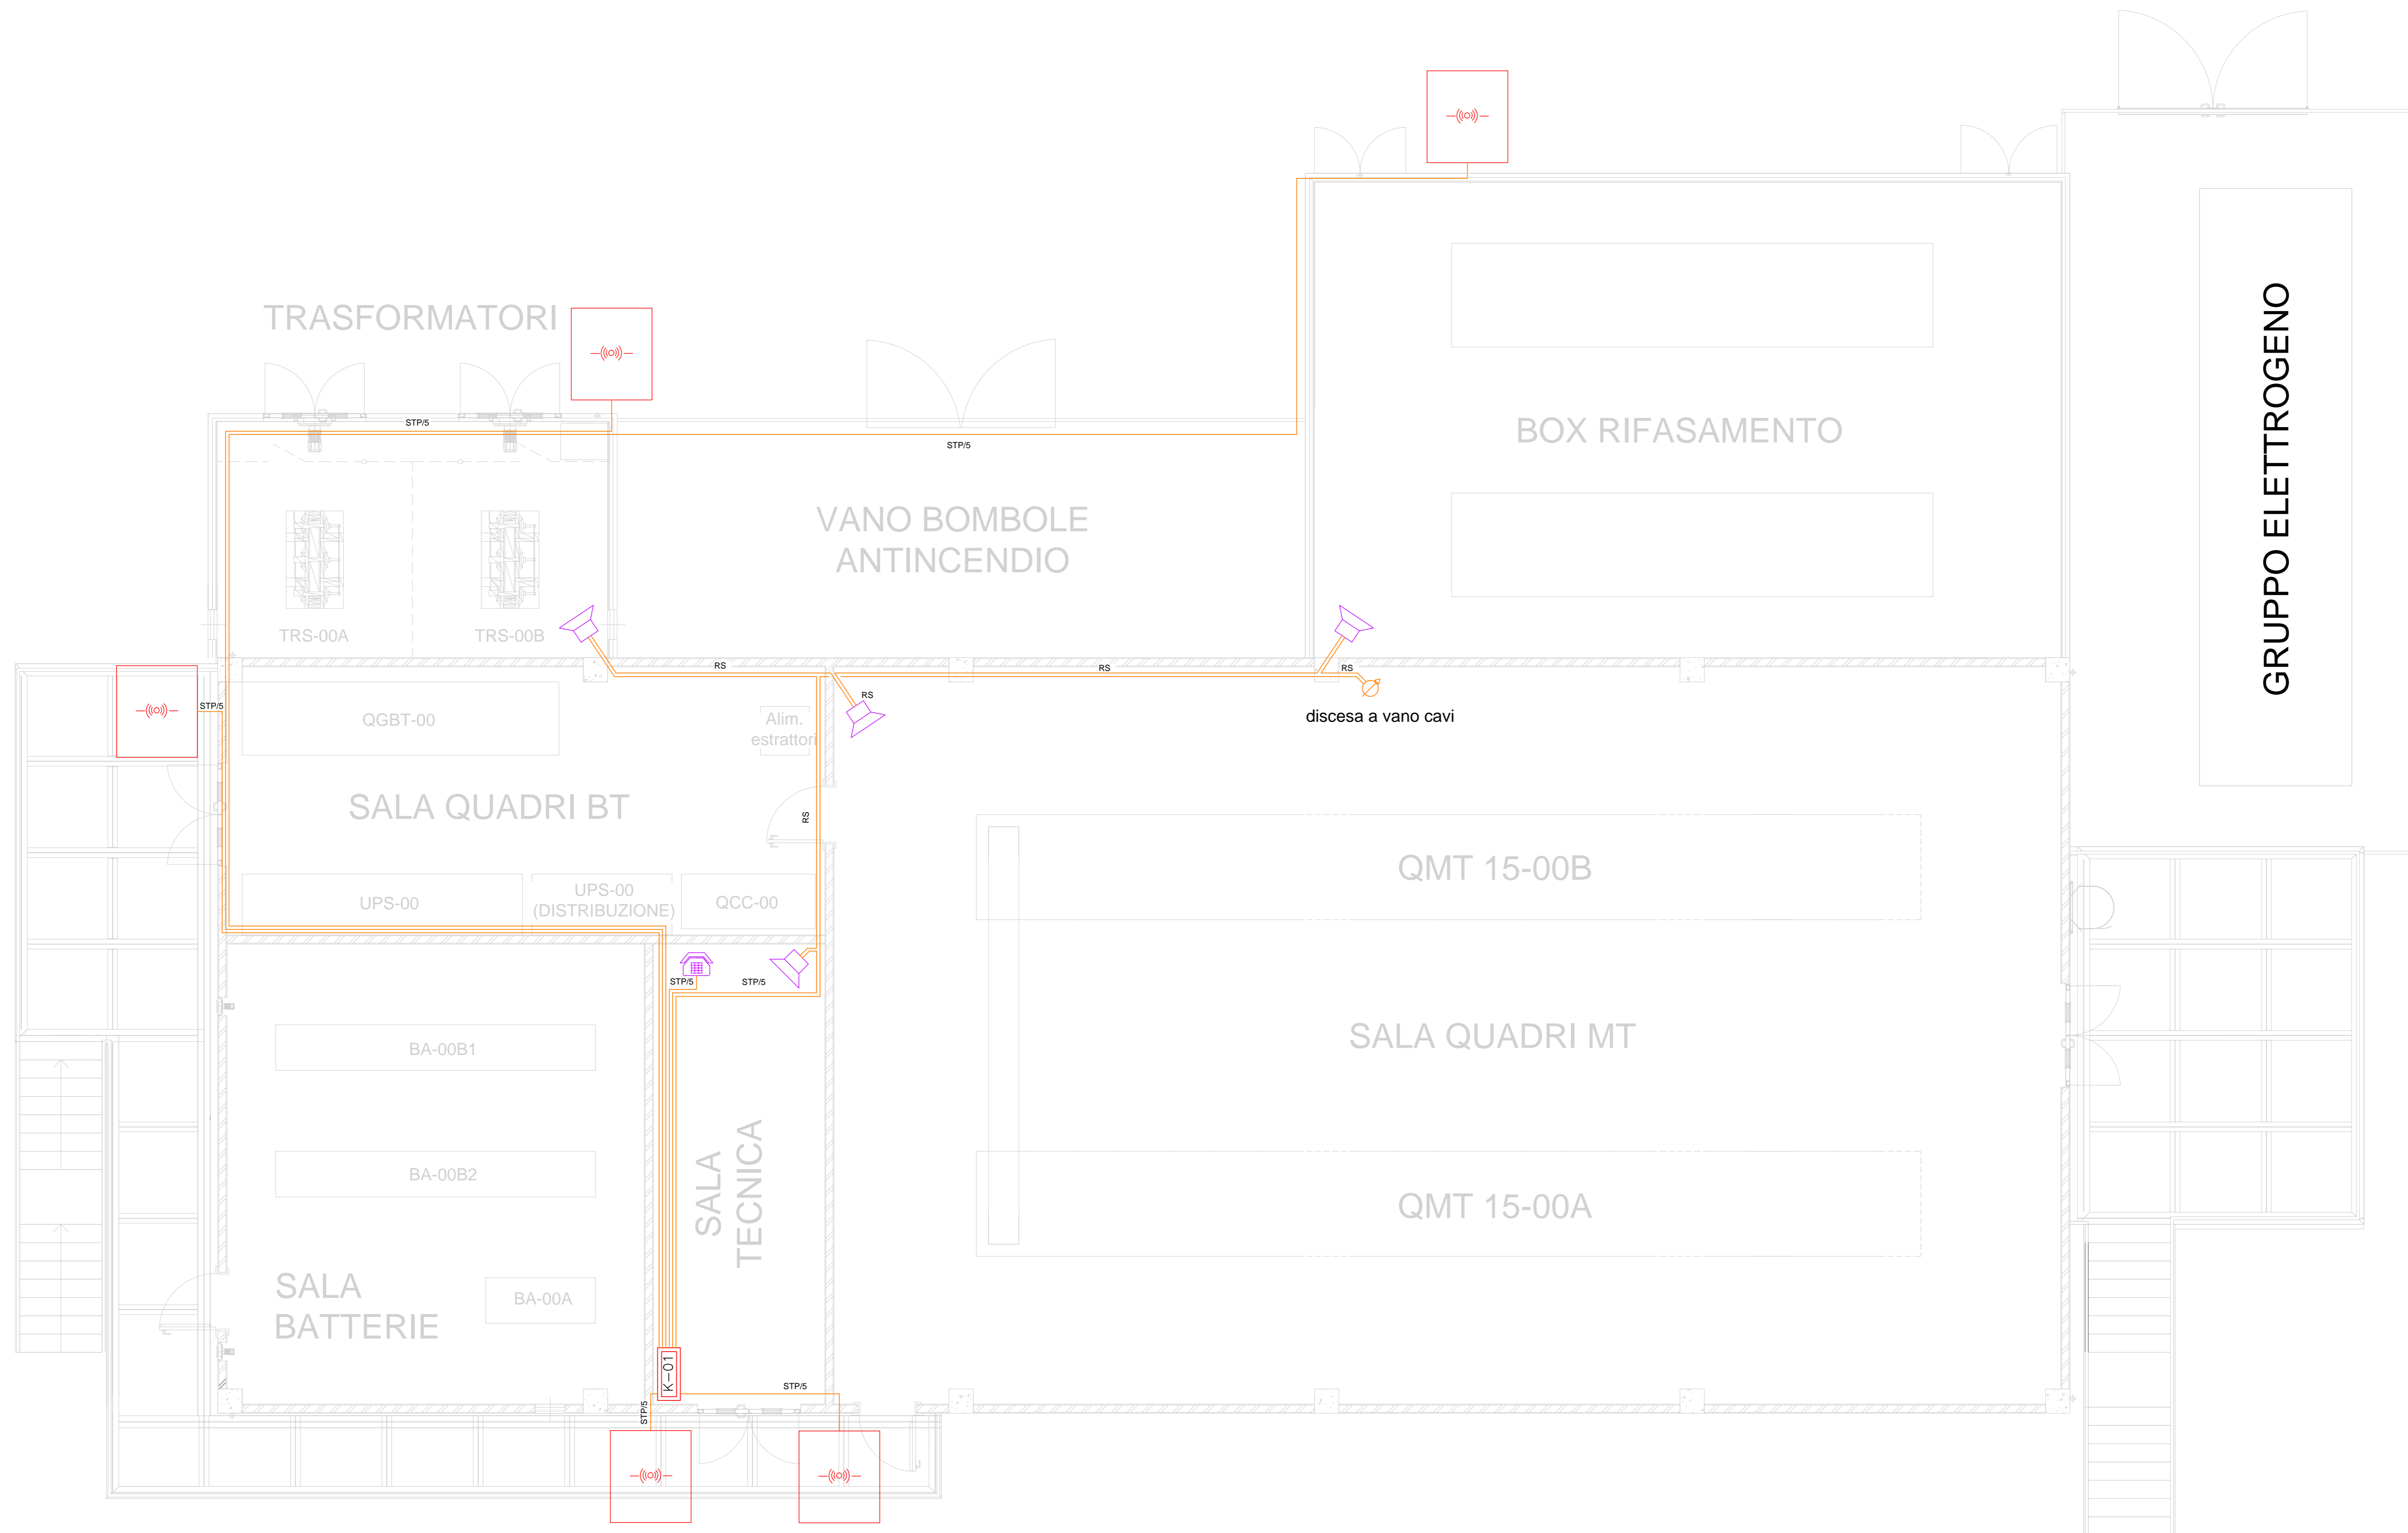 TRASFORMATORI
STP/5
STP/5
GRUPPO ELETTROGENO
BOX RIFASAMENTO
VANO BOMBOLE
ANTINCENDIO
TRS-00A
TRS-00B
RS
RS
RS
RS
STP/5
discesa a vano cavi
QGBT-00
Alim.
estrattori
SALA QUADRI BT
RS
QMT 15-00B
UPS-00
UPS-00
(DISTRIBUZIONE)
QCC-00
STP/5
STP/5
SALA QUADRI MT
BA-00B1
BA-00B2
SALA
TECNICA
QMT 15-00A
SALA
BATTERIE
BA-00A
K-01
STP/5
STP/5